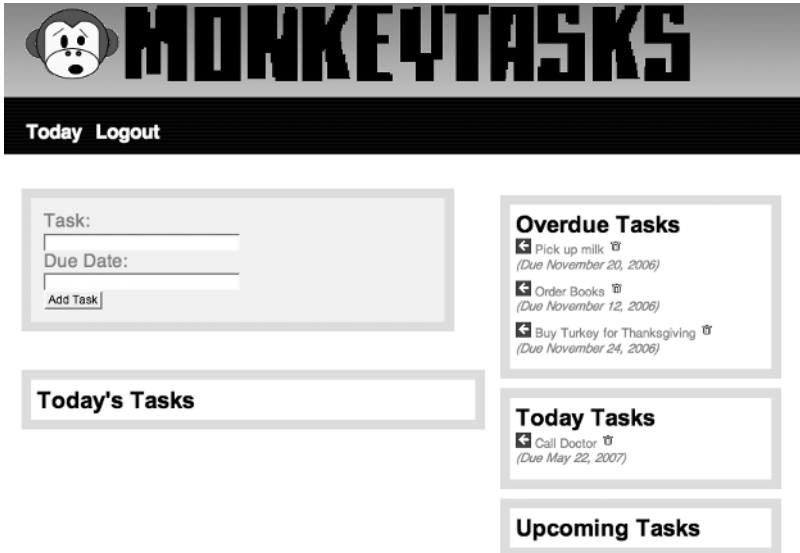 MONKEYTASKS
Today Logout
Task:
Due Date:
Add Task
Today's Tasks
Overdue Tasks
Pick up milk
(Due November 20, 2006)
Order Books
(Due November 12, 2006)
Buy Turkey for Thanksgiving
(Due November 24, 2006)
Today Tasks
Call Doctor
(Due May 22, 2007)
Upcoming Tasks